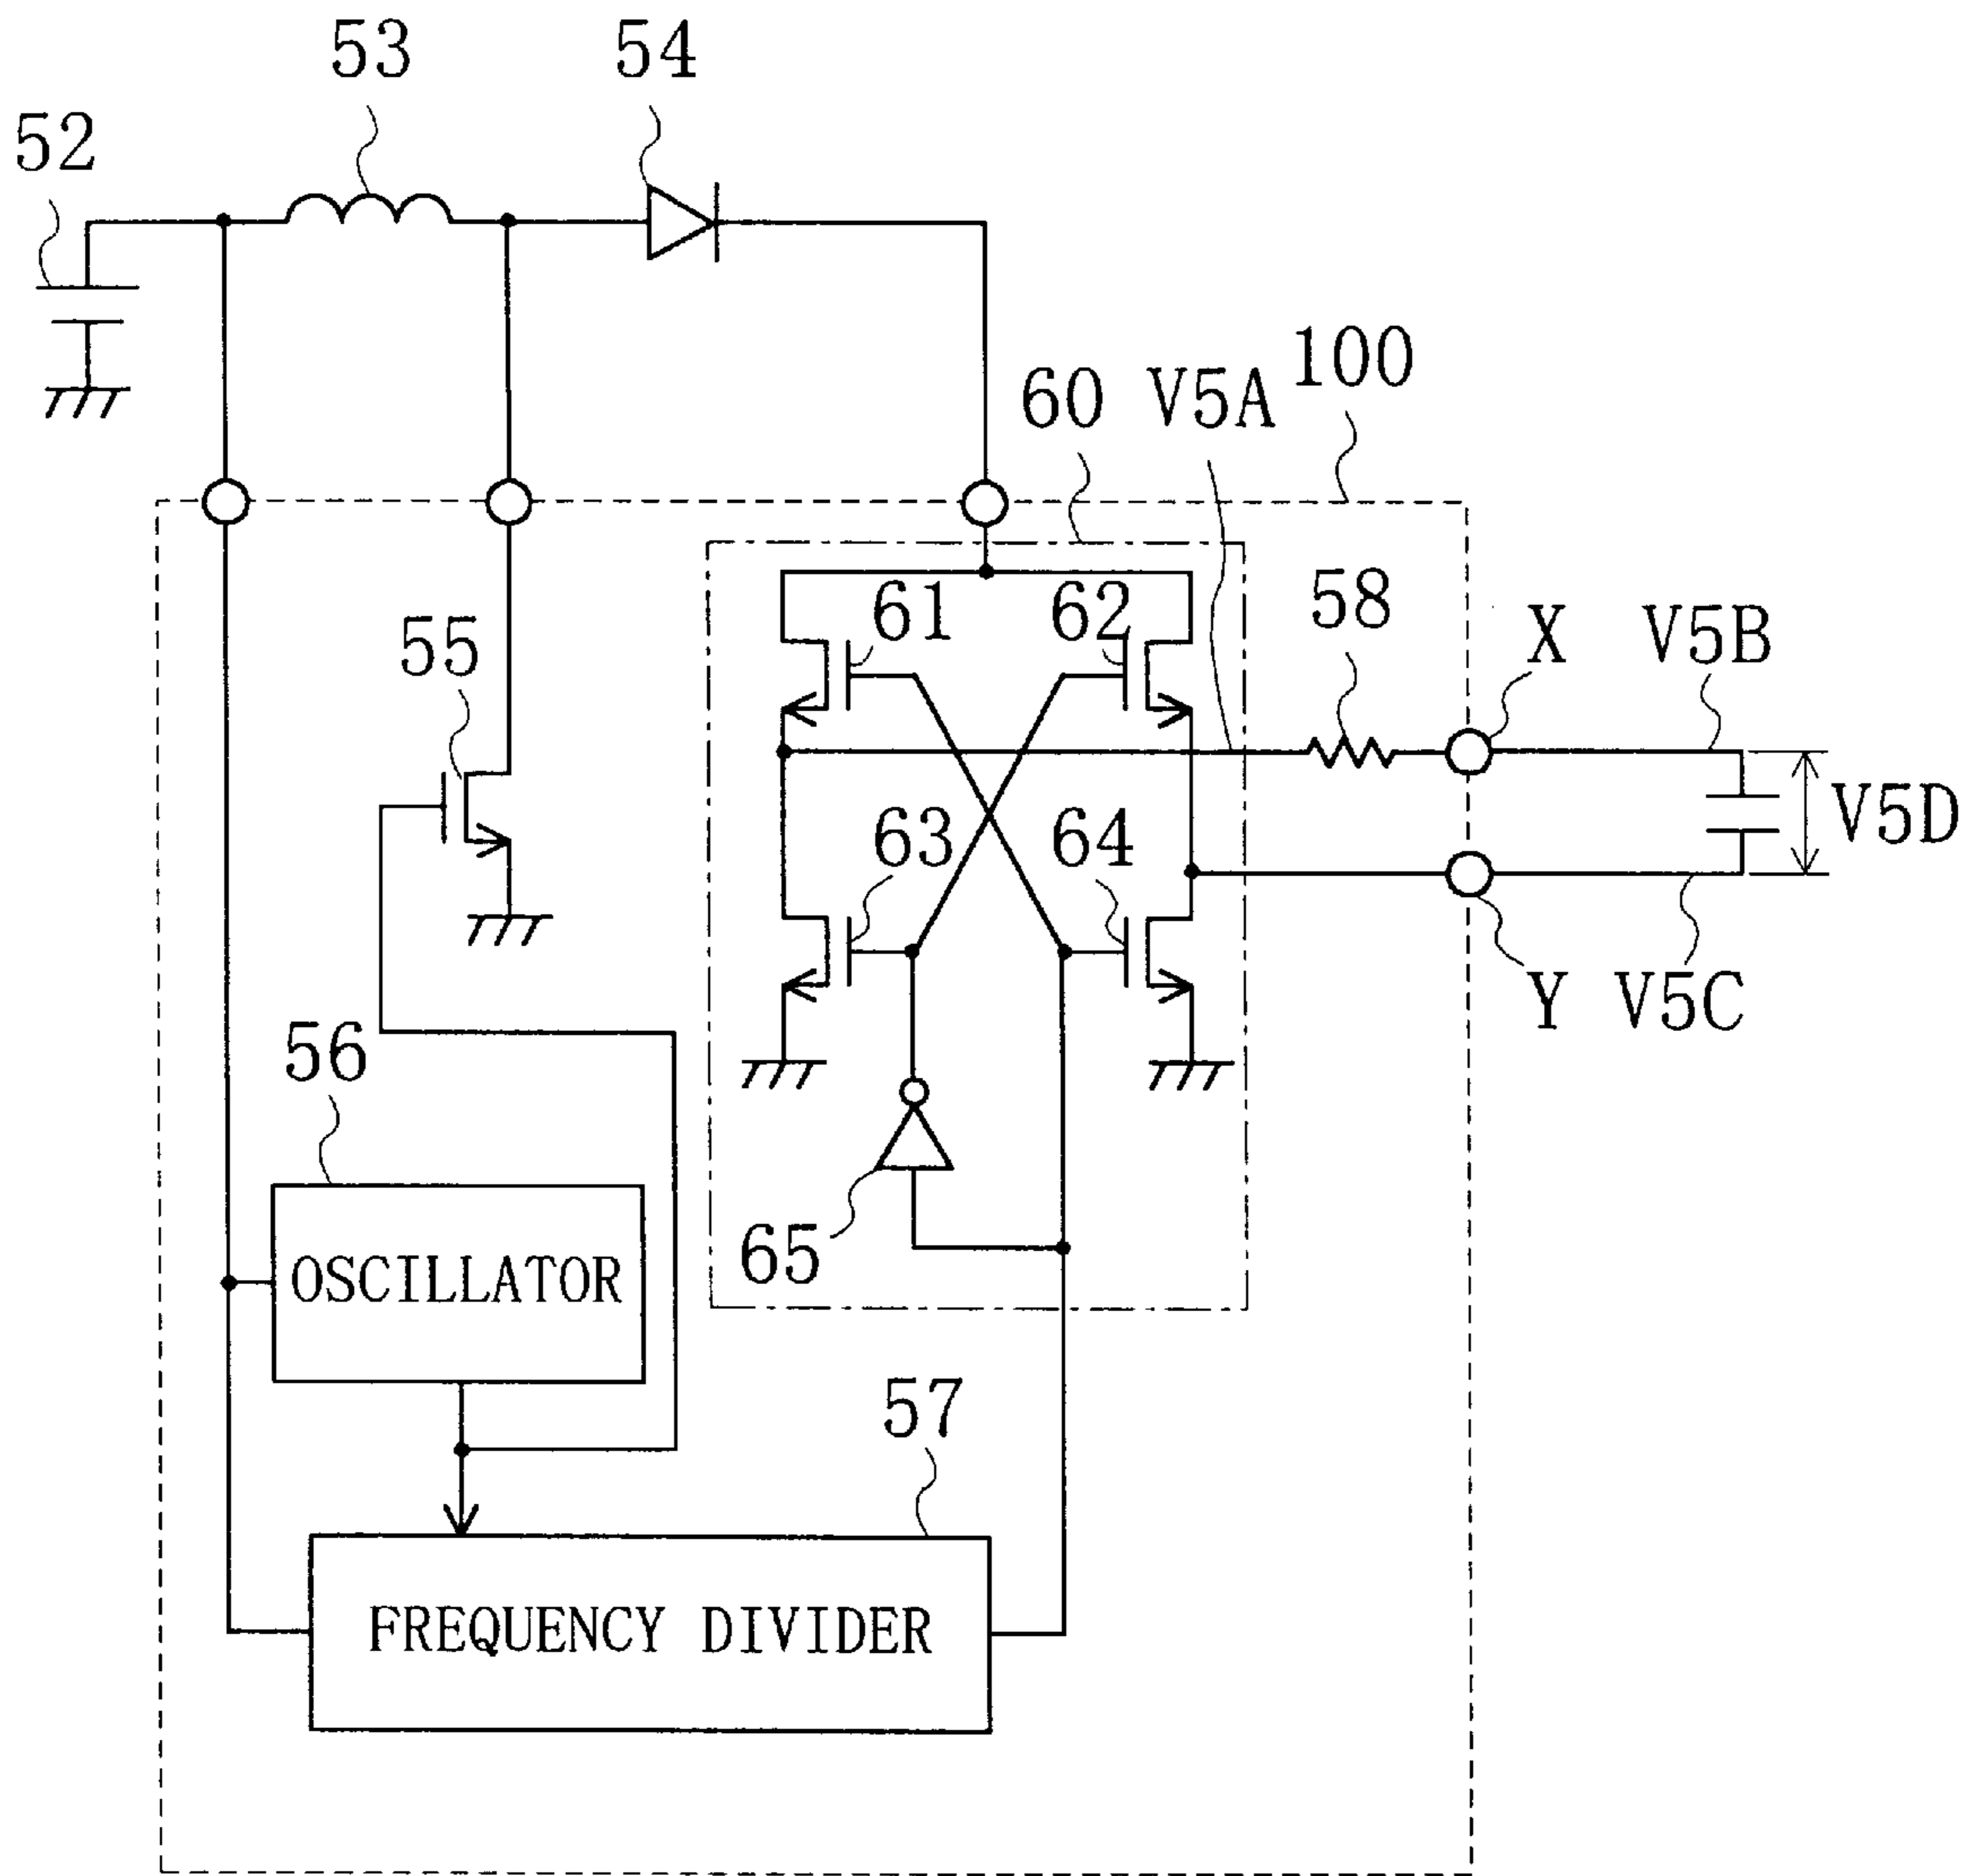 53
54
52
100
60
V5A
61
62
58
X
V5B
55
V5D
63
64
Y
V5C
56
65
OSCILLATOR
57
FREQUENCY DIVIDER